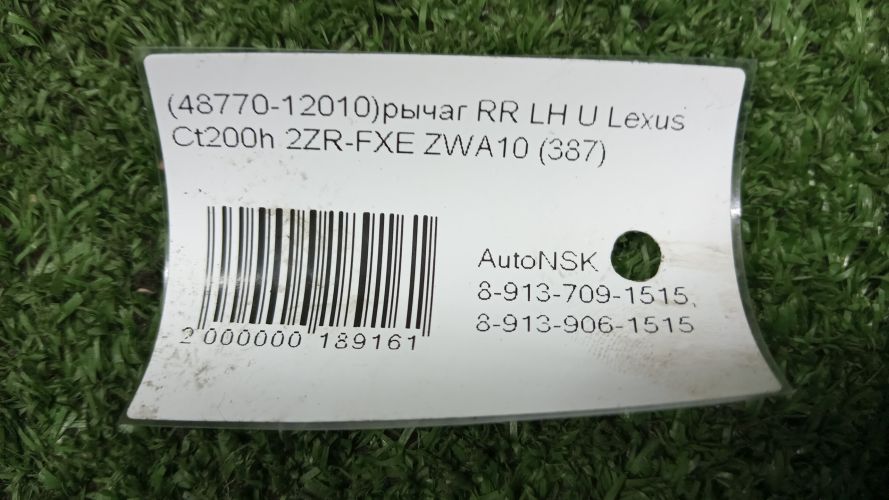 (48770-12010)рычаг RR LH U Lexus
Ct200h 2ZR-FXE ZWA10 (387)
AutoNSK
8-913-709-1515,
8-913-906-1515
2 000000 189161